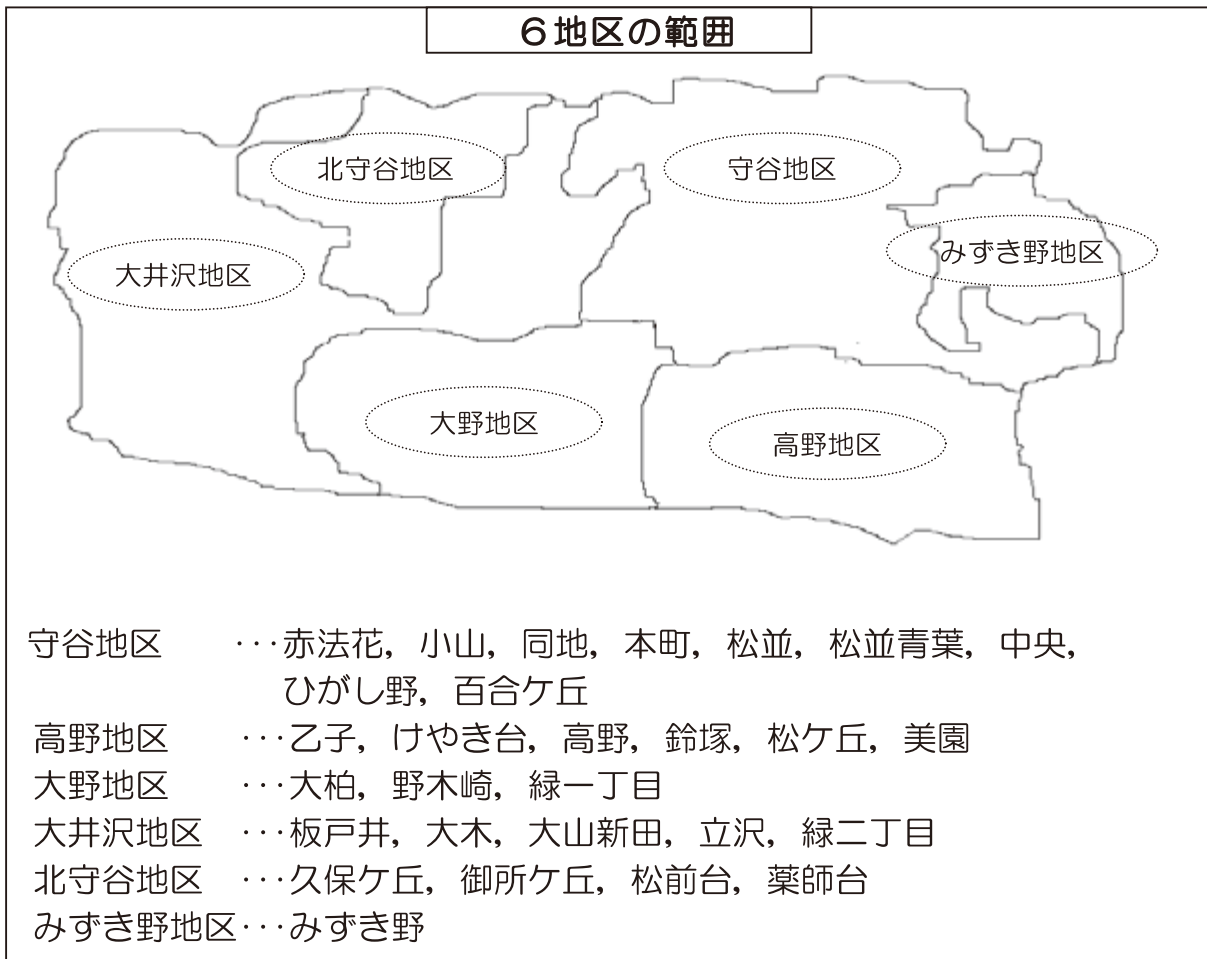 6地区の範囲
北守谷地区
守谷地区
みずき野地区
大井沢地区
大野地区
高野地区
守谷地区 ･･･赤法花，小山，同地，本町，松並，松並青葉，中央，
ひがし野，百合ケ丘
高野地区 ･･･乙子，けやき台，高野，鈴塚，松ケ丘，美園
大野地区 ･･･大柏，野木崎，緑一丁目
大井沢地区 ･･･板戸井，大木，大山新田，立沢，緑二丁目
北守谷地区 ･･･久保ケ丘，御所ケ丘，松前台，薬師台
みずき野地区･･･みずき野